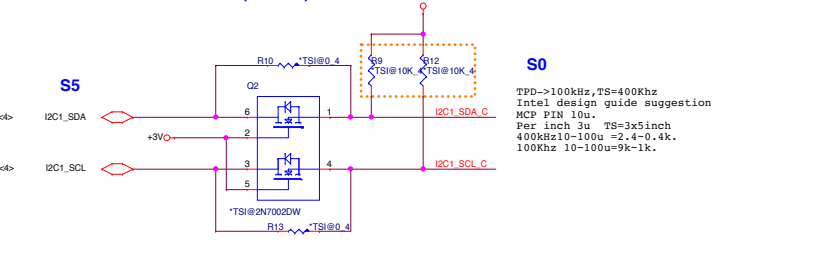 R10
*TSI@0_4
R9
R12
*TSI@10K_4
*TSI@10K_4
S0
S5
Q2
TPD->100kHz,TS=400Khz
Intel design guide suggestion
MCP PIN 10u.
Per inch 3u TS=3x5inch
400kHz10-100u =2.4-0.4k.
100Khz 10-100u=9k-1k.
<4>
I2C1_SDA
6
1
I2C1_SDA_C
+3V
2
<4>
I2C1_SCL
3
4
I2C1_SCL_C
5
*TSI@2N7002DW
R13
*TSI@0_4